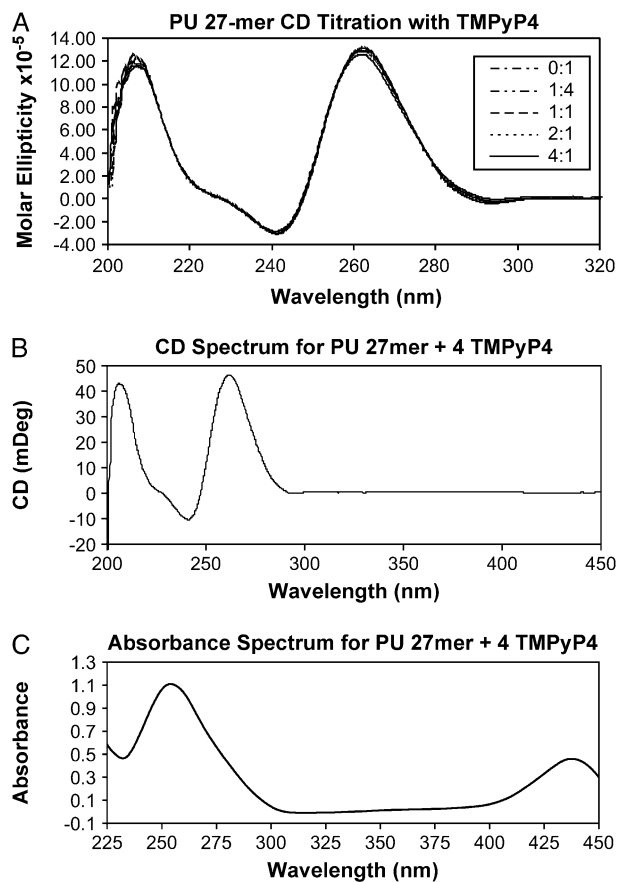 A
PU 27-mer CD Titration with TMPyP4
Molar Ellipticity x10-5
14.00
12.00
10.00
8.00
6.00
4.00
2.00
0.00
-2.00
-4.00
0:1
1:4
1:1
2:1
4:1
200 220 240 260 280 300 320
Wavelength (nm)
B
CD Spectrum for PU 27mer + 4 TMPyP4
CD (mDeg)
50
40
30
20
10
0
-10
-20
200 250 300 350 400 450
Wavelength (nm)
C
Absorbance Spectrum for PU 27mer + 4 TMPyP4
Absorbance
1.3
1.1
0.9
0.7
0.5
0.3
0.1
-0.1
225 250 275 300 325 350 375 400 425 450
Wavelength (nm)